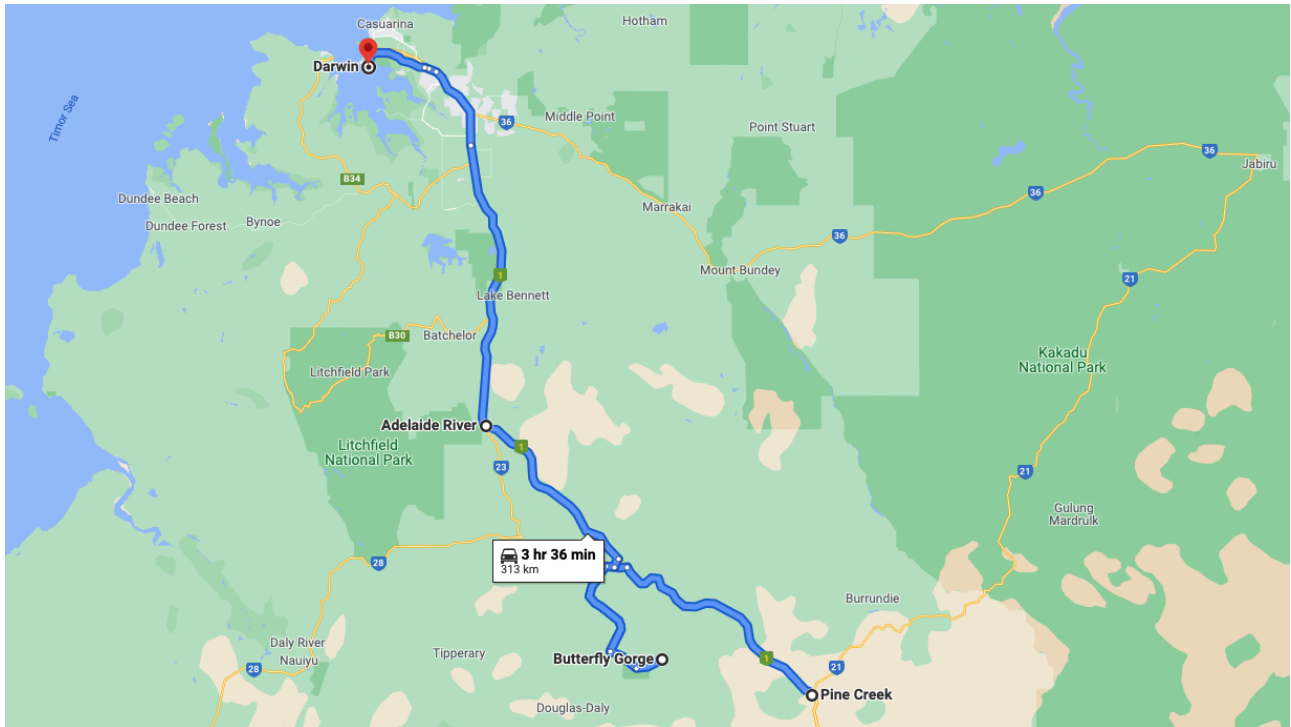 Casuarina
Hotham
Darwin
Timor Sea
36
Middle Point
Point Stuart
36
Jabiru
B34
36
Dundee Beach
Marrakai
Dundee Forest
Bynoe
36
Mount Bundey
1
21
Lake Bennett
B30
Batchelor
Kakadu
National Park
Litchfield Park
Adelaide River
Litchfield
National Park
1
23
21
Gulung
Mardrulk
3 hr 36 min
313 km
28
Burrundie
Daly River
Nauiyu
Tipperary
Butterfly Gorge
1
21
28
Pine Creek
Douglas-Daly